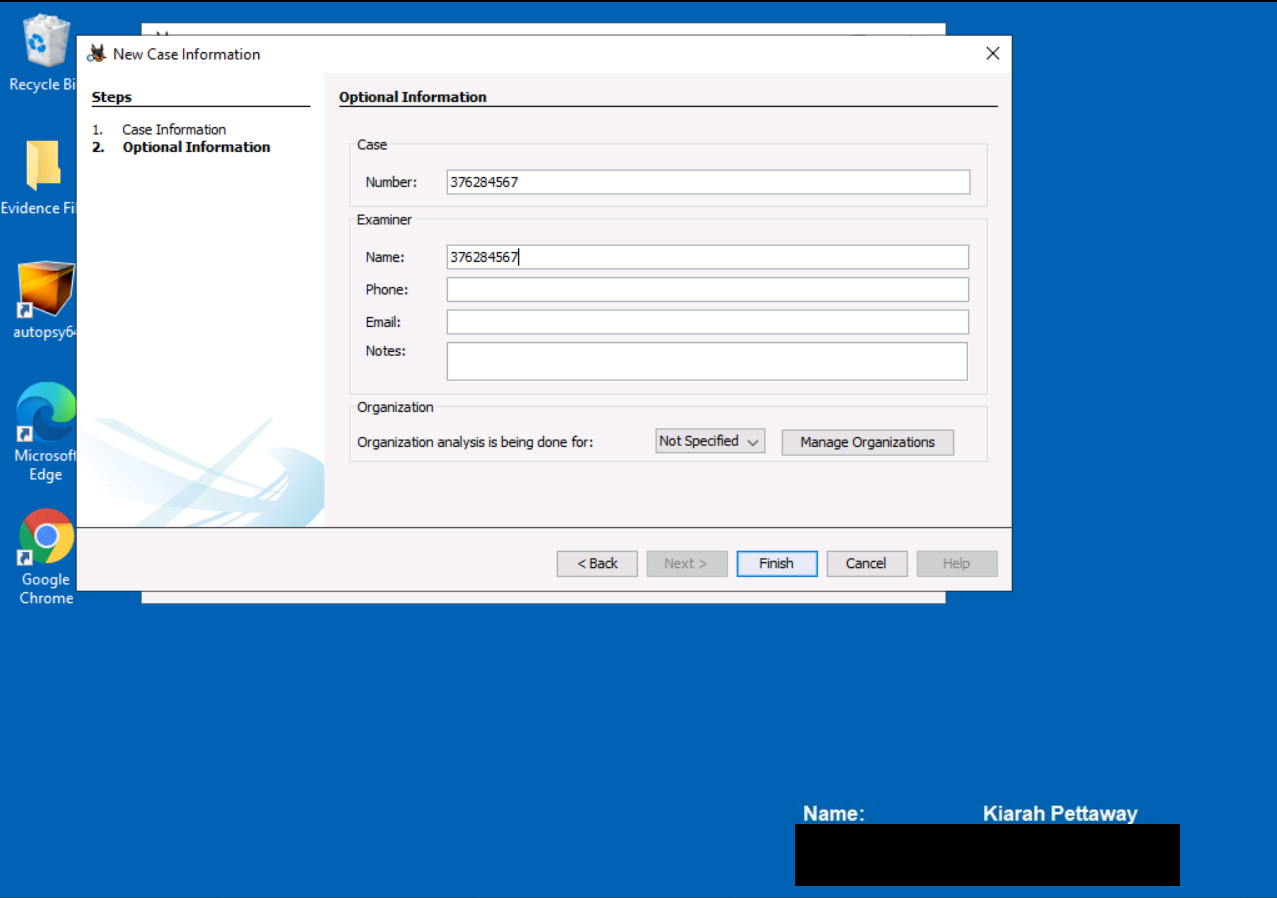 New Case Information
Recycle Bi
Steps
1. Case Information
2. Optional Information
Optional Information
Case
Number: 376284567
Examiner
Name: 376284567
Phone:
Email:
Notes:
Organization
Organization analysis is being done for: Not Specified Manage Organizations
< Back Next > Finish Cancel Help
Evidence Fi
autopsy64
Microsoft
Edge
Google
Chrome
Name: Kiarah Pettaway